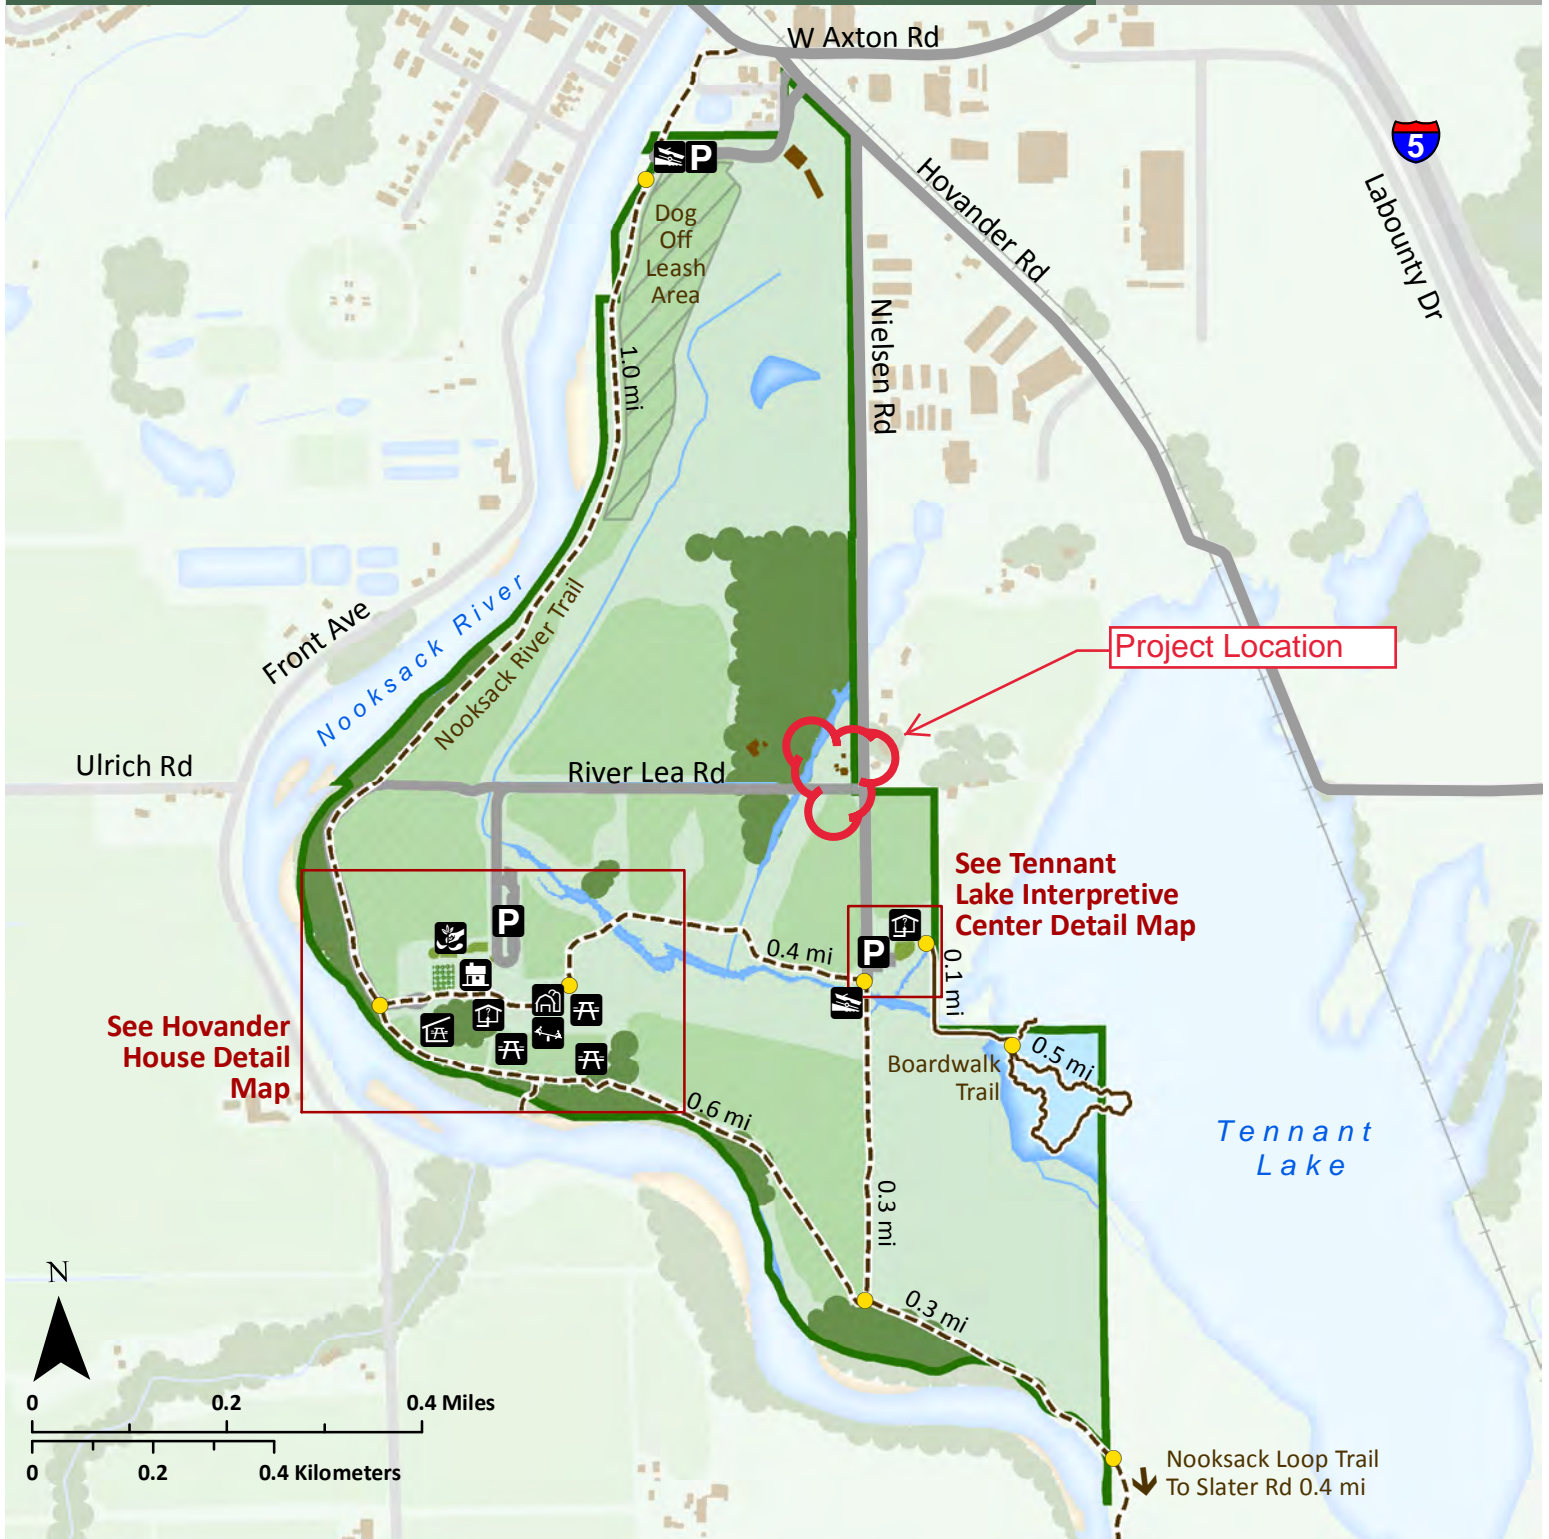 W Axton Rd
5
P
Hovander Rd
Labounty Dr
Dog
Off
Leash
Area
Nielsen Rd
1.0 mi
Nooksack River
Front Ave
Nooksack River Trail
Project Location
Ulrich Rd
River Lea Rd
See Tennant
Lake Interpretive
Center Detail Map
P
P
0.4 mi
0.1 mi
See Hovander
House Detail
Map
Boardwalk
Trail
0.5 mi
0.6 mi
Tennant
Lake
0.3 mi
0.3 mi
N
0 0.2 0.4 Miles
0 0.2 0.4 Kilometers
Nooksack Loop Trail
To Slater Rd 0.4 mi